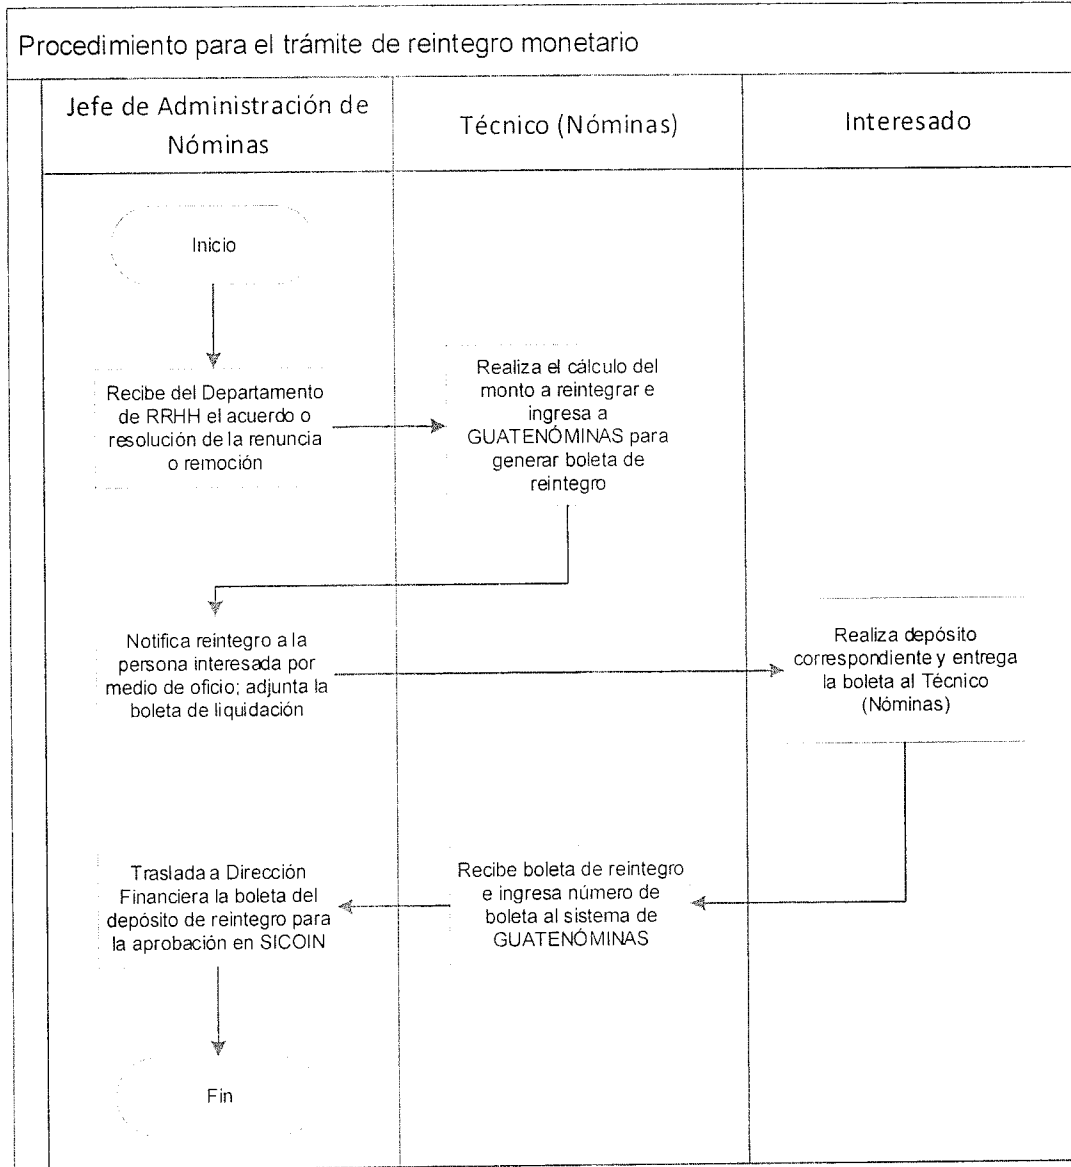 Procedimiento para el trámite de reintegro monetario
Jefe de Administración de
Nóminas
Técnico (Nóminas)
Interesado
Inicio
Recibe del Departamento
de RRHH el acuerdo o
resolución de la renuncia
o remoción
Realiza el cálculo del
monto a reintegrar e
ingresa a
GUATENÓMINAS para
generar boleta de
reintegro
Notifica reintegro a la
persona interesada por
medio de oficio; adjunta la
boleta de liquidación
Realiza depósito
correspondiente y entrega
la boleta al Técnico
(Nóminas)
Recibe boleta de reintegro
e ingresa número de
boleta al sistema de
GUATENÓMINAS
Traslada a Dirección
Financiera la boleta del
depósito de reintegro para
la aprobación en SICOIN
Fin